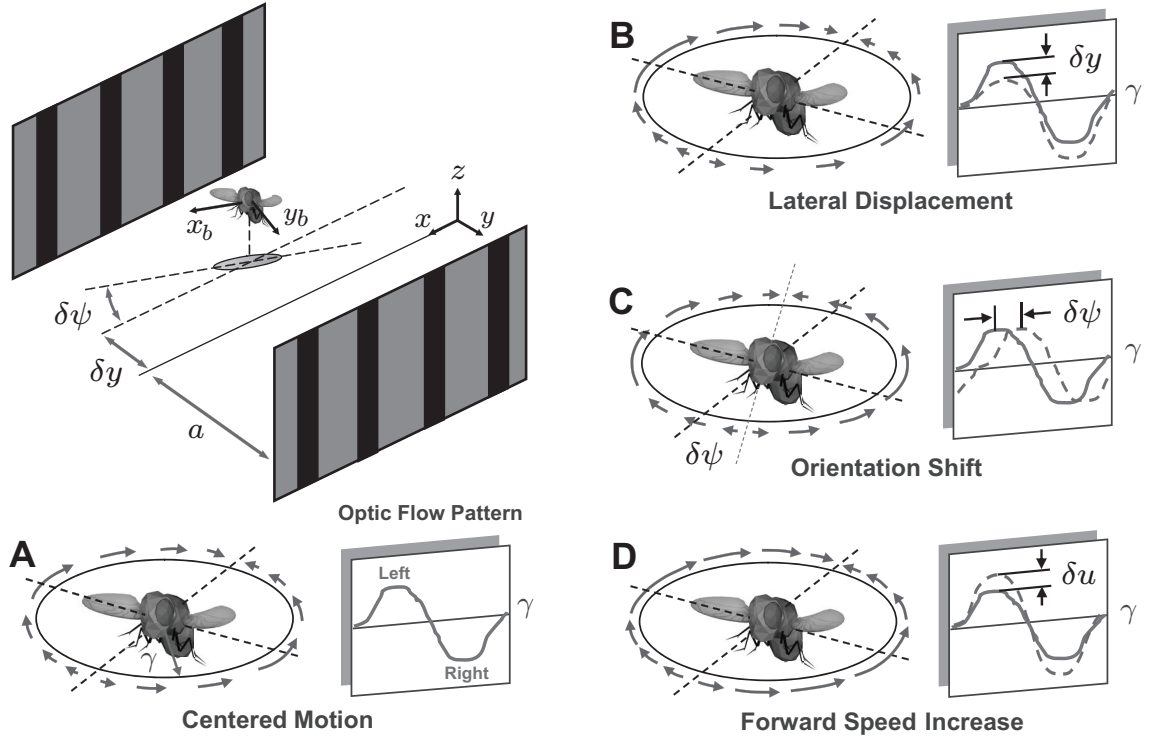 z
x
y
x_b
y_b
δψ
δy
a
Optic Flow Pattern
A
Left
γ
γ
Right
Centered Motion
B
δy
γ
Lateral Displacement
C
δψ
γ
δψ
Orientation Shift
D
δu
γ
Forward Speed Increase